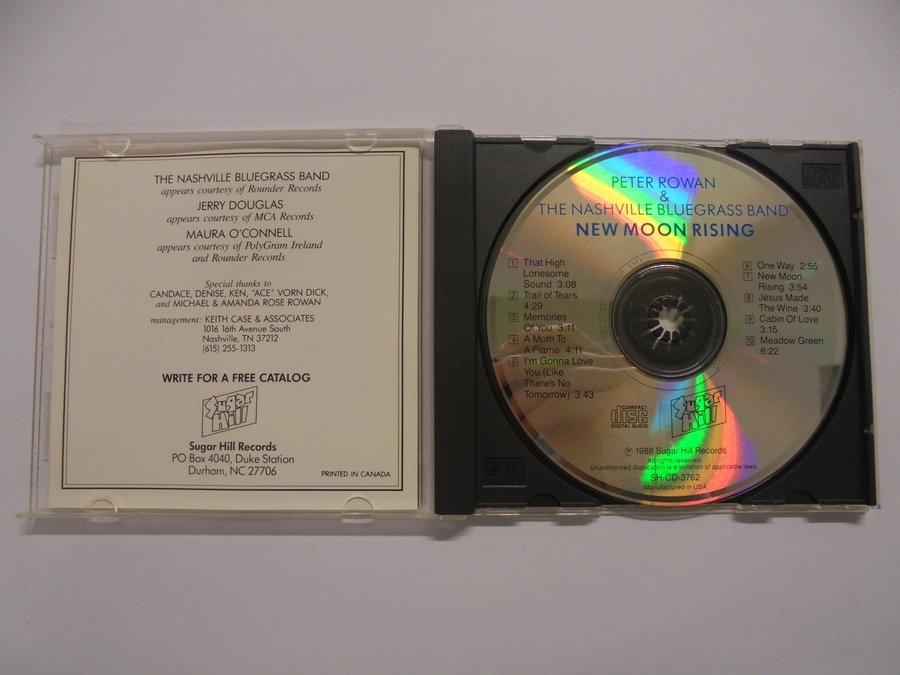 THE NASHVILLE BLUEGRASS BAND
appears courtesy of Rounder Records
JERRY DOUGLAS
appears courtesy of MCA Records
MAURA O'CONNELL
appears courtesy of PolyGram Ireland
and Rounder Records
Special thanks to
CANDACE, DENISE, KEN, "ACE" VORN DICK,
and MICHAEL & AMANDA ROSE ROWAN
management: KEITH CASE & ASSOCIATES
1016 16th Avenue South
Nashville, TN 37212
(615) 255-1313
WRITE FOR A FREE CATALOG
Sugar
Hill
Sugar Hill Records
PO Box 4040, Duke Station
Durham, NC 27706
PRINTED IN CANADA
PETER ROWAN
&
THE NASHVILLE BLUEGRASS BAND
NEW MOON RISING
1 That High
Lonesome
Sound 3:08
2 Trail of Tears
4:29
3 Memories
Of You 3:11
4 A Moth To
A Flame 4:11
5 I'm Gonna Love
You (Like
There's No
Tomorrow) 3:43
6 One Way 2:55
7 New Moon
Rising 3:54
8 Jesus Made
The Wine 3:40
9 Cabin Of Love
3:15
10 Meadow Green
6:22
COMPACT
disc
DIGITAL AUDIO
Sugar
Hill
℗ 1988 Sugar Hill Records
All rights reserved.
Unauthorized duplication is a violation of applicable laws.
SH-CD-3762
Manufactured in USA